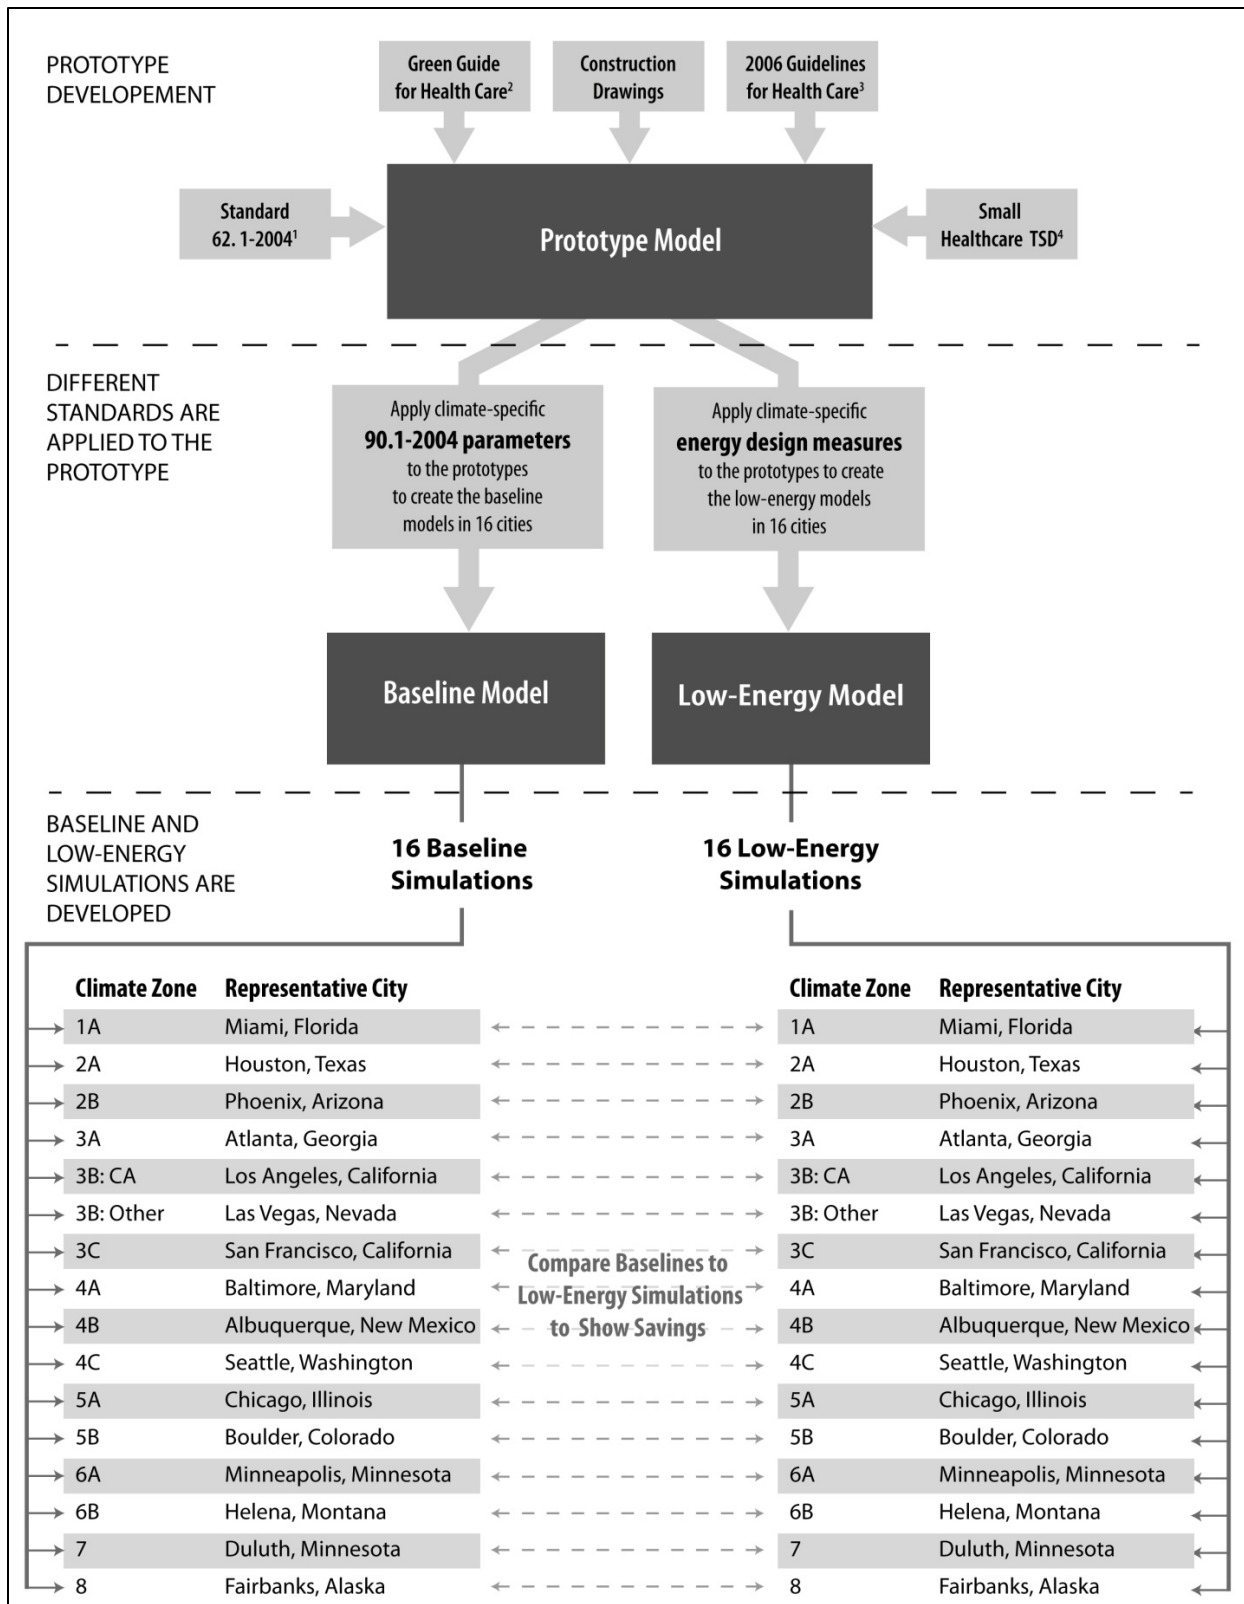 PROTOTYPE
DEVELOPEMENT
Green Guide
for Health Care²
Construction
Drawings
2006 Guidelines
for Health Care³
Standard
62. 1-2004¹
Prototype Model
Small
Healthcare TSD⁴
DIFFERENT
STANDARDS ARE
APPLIED TO THE
PROTOTYPE
Apply climate-specific
90.1-2004 parameters
to the prototypes
to create the baseline
models in 16 cities
Apply climate-specific
energy design measures
to the prototypes to create
the low-energy models
in 16 cities
Baseline Model
Low-Energy Model
BASELINE AND
LOW-ENERGY
SIMULATIONS ARE
DEVELOPED
16 Baseline
Simulations
16 Low-Energy
Simulations
Climate Zone Representative City
1A Miami, Florida
2A Houston, Texas
2B Phoenix, Arizona
3A Atlanta, Georgia
3B: CA Los Angeles, California
3B: Other Las Vegas, Nevada
3C San Francisco, California
4A Baltimore, Maryland
4B Albuquerque, New Mexico
4C Seattle, Washington
5A Chicago, Illinois
5B Boulder, Colorado
6A Minneapolis, Minnesota
6B Helena, Montana
7 Duluth, Minnesota
8 Fairbanks, Alaska
Compare Baselines to
Low-Energy Simulations
to Show Savings
Climate Zone Representative City
1A Miami, Florida
2A Houston, Texas
2B Phoenix, Arizona
3A Atlanta, Georgia
3B: CA Los Angeles, California
3B: Other Las Vegas, Nevada
3C San Francisco, California
4A Baltimore, Maryland
4B Albuquerque, New Mexico
4C Seattle, Washington
5A Chicago, Illinois
5B Boulder, Colorado
6A Minneapolis, Minnesota
6B Helena, Montana
7 Duluth, Minnesota
8 Fairbanks, Alaska